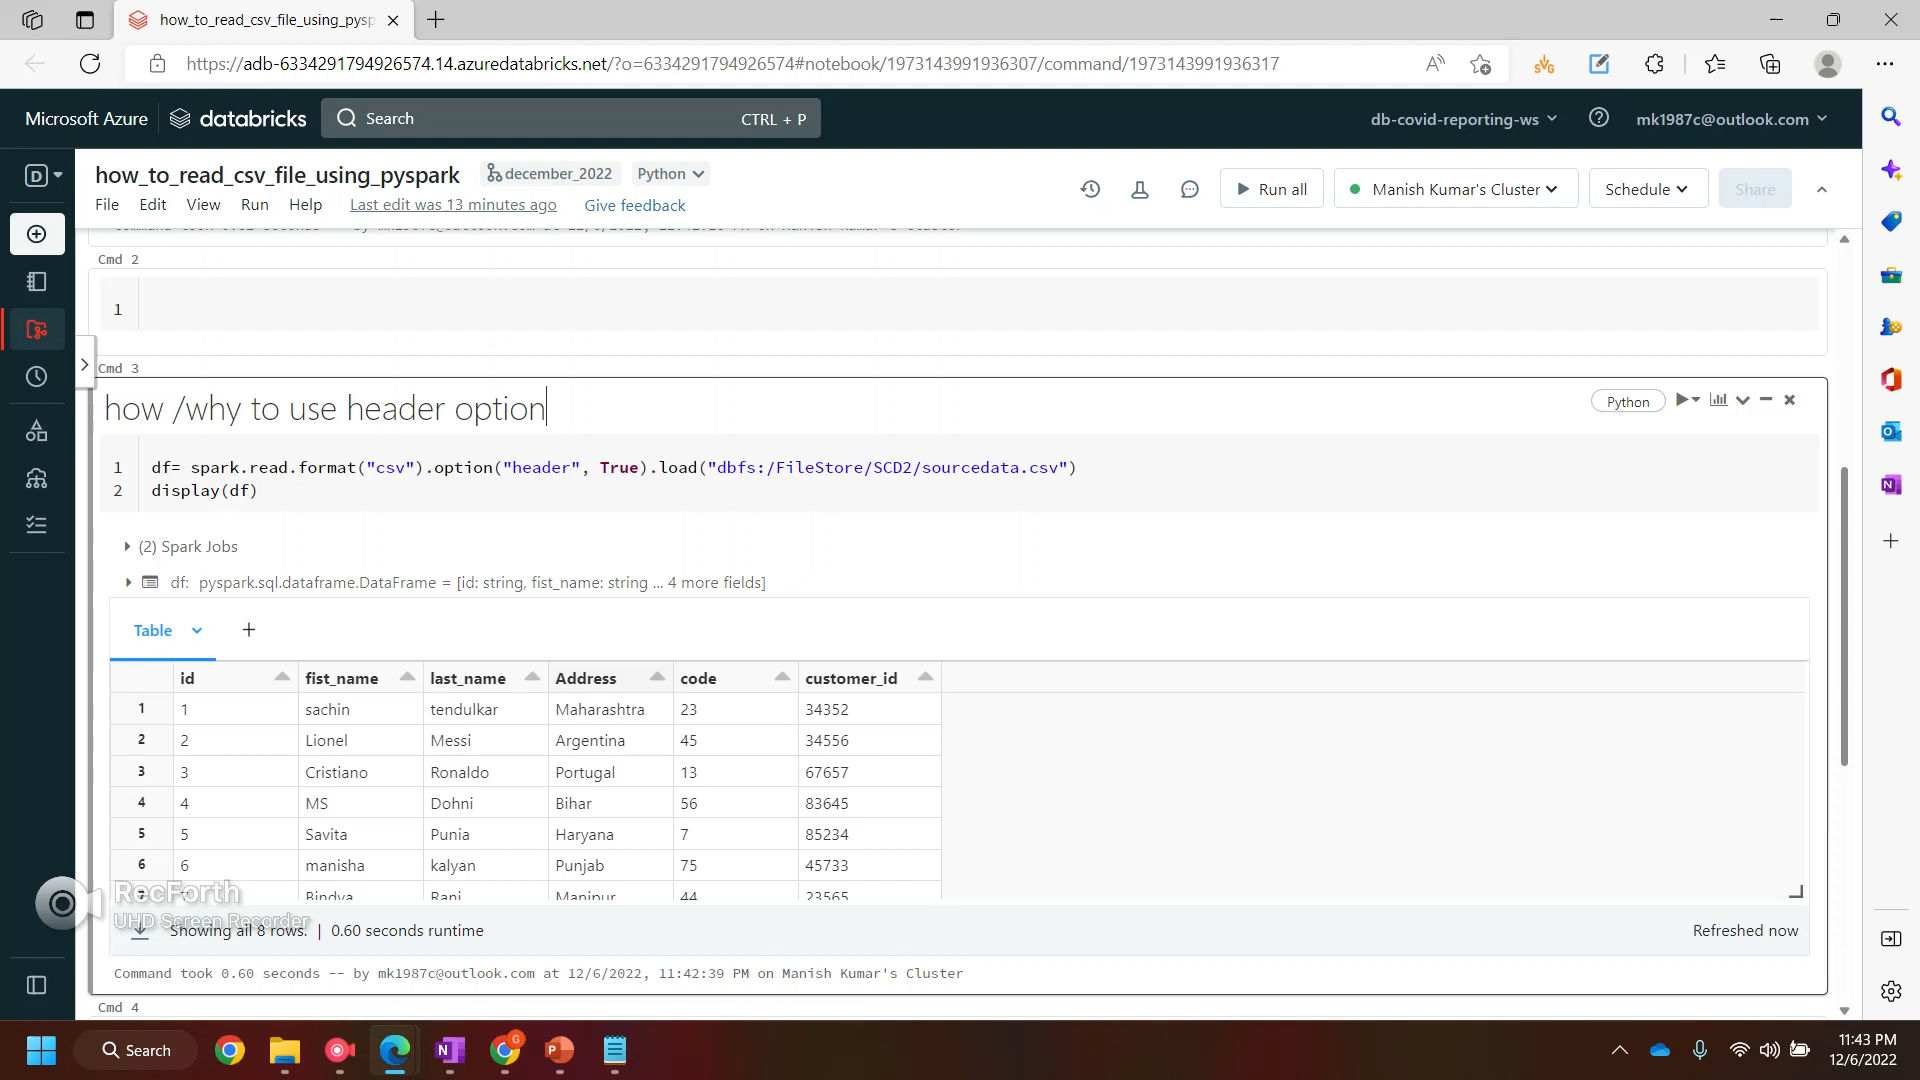 how_to_read_csv_file_using_pysp
https://adb-6334291794926574.14.azuredatabricks.net/?o=6334291794926574#notebook/1973143991936307/command/1973143991936317
Microsoft Azure databricks Search CTRL + P db-covid-reporting-ws mk1987c@outlook.com
how_to_read_csv_file_using_pyspark december_2022 Python
Run all Manish Kumar's Cluster Schedule Share
File Edit View Run Help Last edit was 13 minutes ago Give feedback
Cmd 2
1
Cmd 3
how /why to use header option
Python
1 df= spark.read.format("csv").option("header", True).load("dbfs:/FileStore/SCD2/sourcedata.csv")
2 display(df)
(2) Spark Jobs
df: pyspark.sql.dataframe.DataFrame = [id: string, fist_name: string ... 4 more fields]
Table
id fist_name last_name Address code customer_id
1 1 sachin tendulkar Maharashtra 23 34352
2 2 Lionel Messi Argentina 45 34556
3 3 Cristiano Ronaldo Portugal 13 67657
4 4 MS Dohni Bihar 56 83645
5 5 Savita Punia Haryana 7 85234
6 6 manisha kalyan Punjab 75 45733
Bindya Rani Manipur 44 23565
RecForth
UHD Screen Recorder
Showing all 8 rows. | 0.60 seconds runtime
Refreshed now
Command took 0.60 seconds -- by mk1987c@outlook.com at 12/6/2022, 11:42:39 PM on Manish Kumar's Cluster
Cmd 4
Search
11:43 PM
12/6/2022